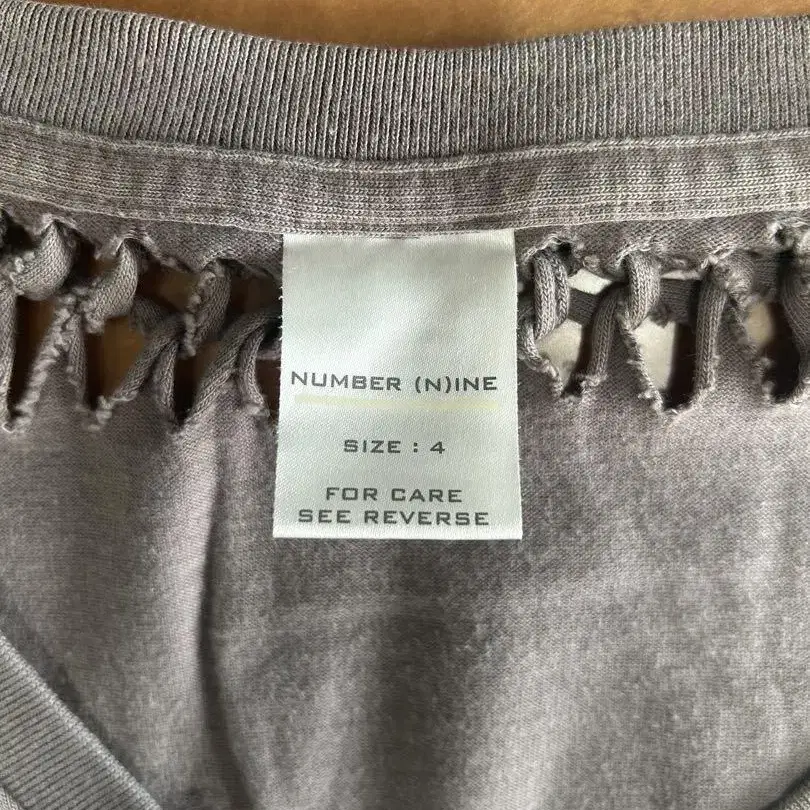 NUMBER (N)INE
SIZE : 4
FOR CARE
SEE REVERSE